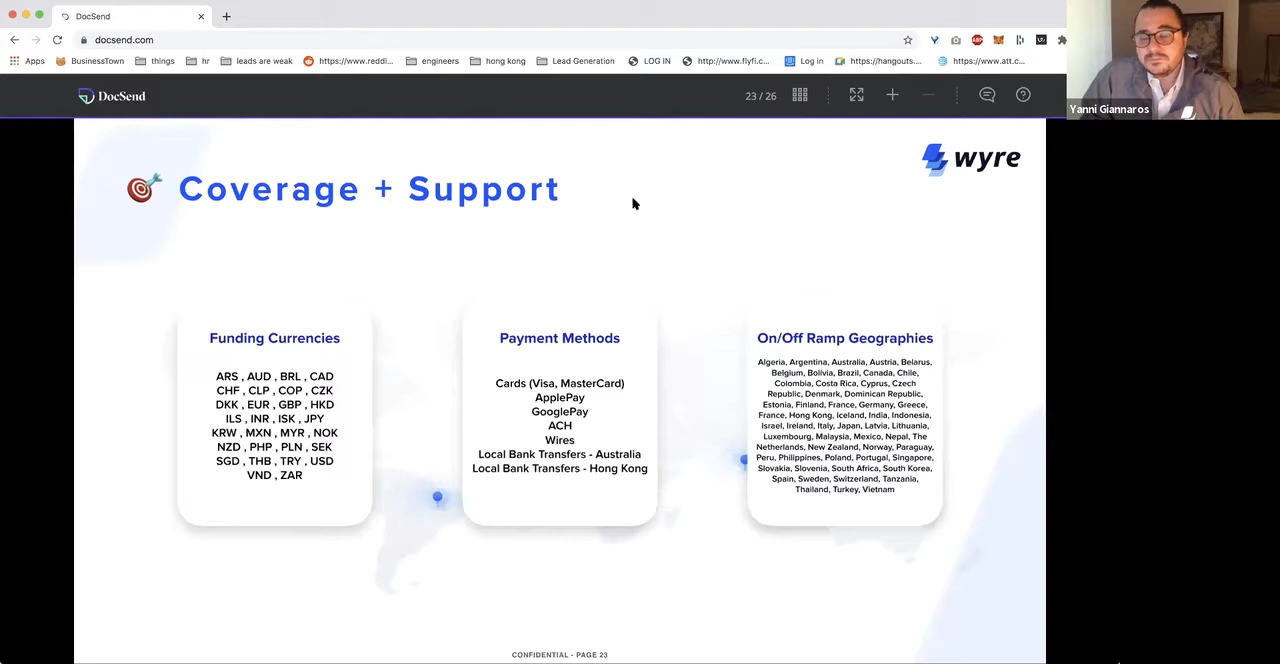 DocSend
docsend.com
Apps
BusinessTown
things
hr
leads are weak
https://www.reddi...
engineers
hong kong
Lead Generation
LOG IN
http://www.flyfi.c...
Log in
https://hangouts....
https://www.att.c...
Yanni Giannaros
DocSend
23 / 26
wyre
Coverage + Support
Funding Currencies
ARS , AUD , BRL , CAD
CHF , CLP , COP , CZK
DKK , EUR , GBP , HKD
ILS , INR , ISK , JPY
KRW , MXN , MYR , NOK
NZD , PHP , PLN , SEK
SGD , THB , TRY , USD
VND , ZAR
Payment Methods
Cards (Visa, MasterCard)
ApplePay
GooglePay
ACH
Wires
Local Bank Transfers - Australia
Local Bank Transfers - Hong Kong
On/Off Ramp Geographies
Algeria, Argentina, Australia, Austria, Belarus,
Belgium, Bolivia, Brazil, Canada, Chile,
Colombia, Costa Rica, Cyprus, Czech
Republic, Denmark, Dominican Republic,
Estonia, Finland, France, Germany, Greece,
France, Hong Kong, Iceland, India, Indonesia,
Israel, Ireland, Italy, Japan, Latvia, Lithuania,
Luxembourg, Malaysia, Mexico, Nepal, The
Netherlands, New Zealand, Norway, Paraguay,
Peru, Philippines, Poland, Portugal, Singapore,
Slovakia, Slovenia, South Africa, South Korea,
Spain, Sweden, Switzerland, Tanzania,
Thailand, Turkey, Vietnam
CONFIDENTIAL - PAGE 23